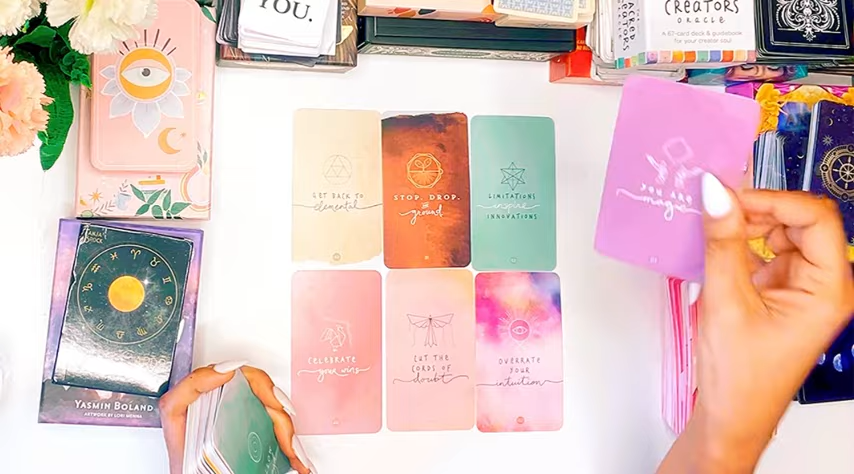 YOU.
CREATORS
ORACLE
A 67-card deck & guidebook
for your creator soul
GET BACK TO
elemental
STOP. DROP.
ground
LIMITATIONS
inspire
INNOVATIONS
YOU ARE
magic
CELEBRATE
your wins
CUT THE
CORDS OF
doubt
OVERRATE
YOUR
intuition
YASMIN BOLAND